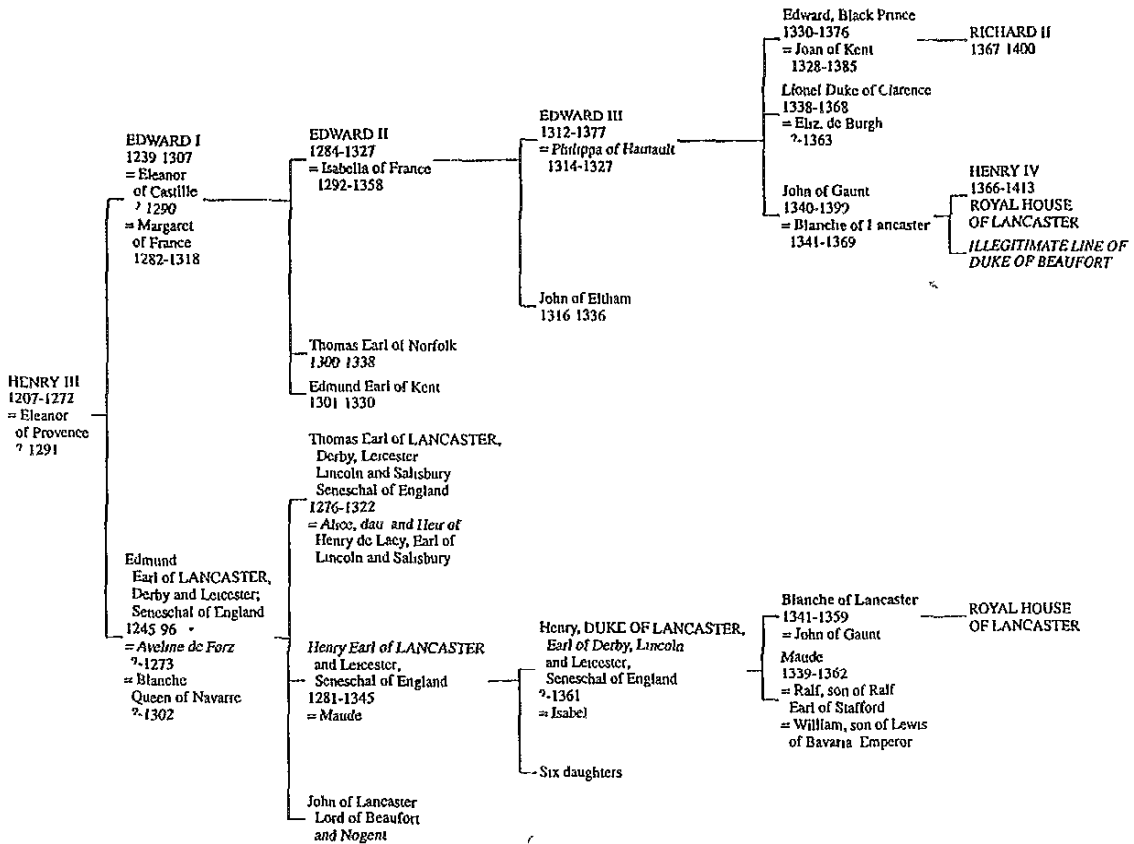 HENRY III
1207-1272
= Eleanor
of Provence
? 1291
EDWARD I
1239 1307
= Eleanor
of Castille
? 1290
= Margaret
of France
1282-1318
Edmund
Earl of LANCASTER,
Derby and Leicester;
Seneschal of England
1245 96
= Aveline de Forz
?-1273
= Blanche
Queen of Navarre
?-1302
EDWARD II
1284-1327
= Isabella of France
1292-1358
Thomas Earl of Norfolk
1300 1338
Edmund Earl of Kent
1301 1330
Thomas Earl of LANCASTER,
Derby, Leicester
Lincoln and Salisbury
Seneschal of England
1276-1322
= Alice, dau and Heir of
Henry de Lacy, Earl of
Lincoln and Salisbury
Henry Earl of LANCASTER
and Leicester,
Seneschal of England
1281-1345
= Maude
John of Lancaster
Lord of Beaufort
and Nogent
EDWARD III
1312-1377
= Philippa of Hainault
1314-1327
John of Eltham
1316 1336
Henry, DUKE OF LANCASTER,
Earl of Derby, Lincoln
and Leicester,
Seneschal of England
?-1361
= Isabel
Six daughters
Edward, Black Prince
1330-1376
= Joan of Kent
1328-1385
Lionel Duke of Clarence
1338-1368
= Eliz. de Burgh
?-1363
John of Gaunt
1340-1399
= Blanche of Lancaster
1341-1369
Blanche of Lancaster
1341-1359
= John of Gaunt
Maude
1339-1362
= Ralf, son of Ralf
Earl of Stafford
= William, son of Lewis
of Bavaria Emperor
RICHARD II
1367 1400
HENRY IV
1366-1413
ROYAL HOUSE
OF LANCASTER
ILLEGITIMATE LINE OF
DUKE OF BEAUFORT
ROYAL HOUSE
OF LANCASTER